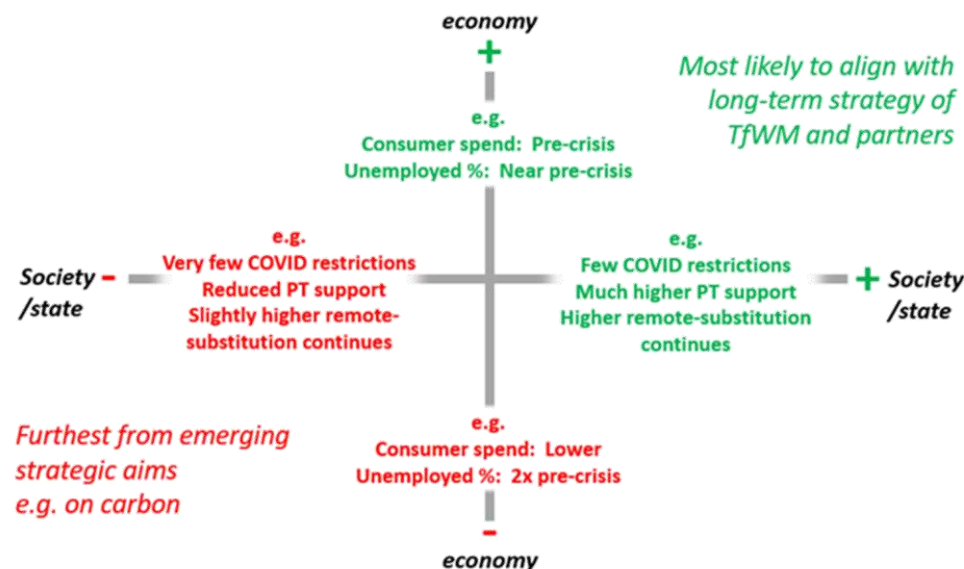 economy
+
Most likely to align with
long-term strategy of
TfWM and partners
e.g.
Consumer spend: Pre-crisis
Unemployed %: Near pre-crisis
Society
/state
-
e.g.
Very few COVID restrictions
Reduced PT support
Slightly higher remote-
substitution continues
e.g.
Few COVID restrictions
Much higher PT support
Higher remote-substitution
continues
+
Society
/state
Furthest from emerging
strategic aims
e.g. on carbon
e.g.
Consumer spend: Lower
Unemployed %: 2x pre-crisis
-
economy